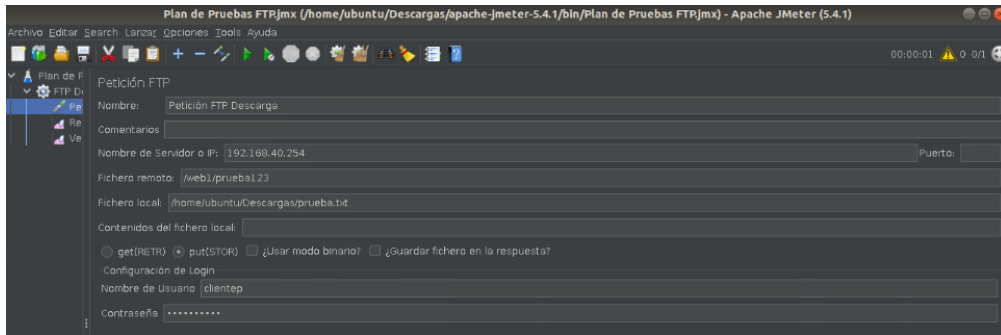 Plan de Pruebas FTP.jmx (/home/ubuntu/Descargas/apache-jmeter-5.4.1/bin/Plan de Pruebas FTP.jmx) - Apache JMeter (5.4.1)
Archivo Editar Search Lanzar Opciones Tools Ayuda
00:00:01 0 0/1
Plan de P
FTP De
Pe
Re
Ve
Petición FTP
Nombre: Petición FTP Descarga
Comentarios
Nombre de Servidor o IP: 192.168.40.254 Puerto:
Fichero remoto: /web1/prueba123
Fichero local: /home/ubuntu/Descargas/prueba.txt
Contenidos del fichero local:
get(RETR) put(STOR) ¿Usar modo binario? ¿Guardar fichero en la respuesta?
Configuración de Login
Nombre de Usuario clientep
Contraseña ••••••••••